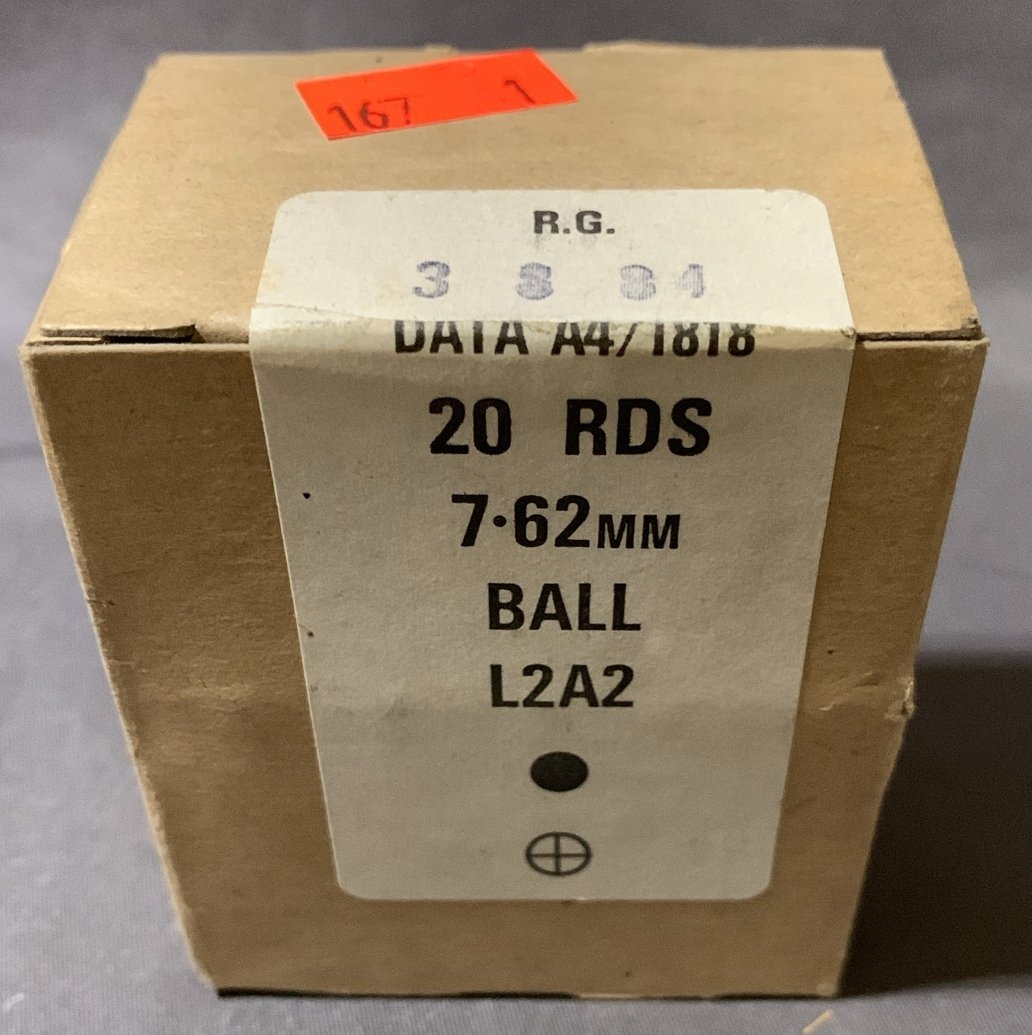 167 1
R.G.
3 8 84
DATA A4/1818
20 RDS
7·62MM
BALL
L2A2